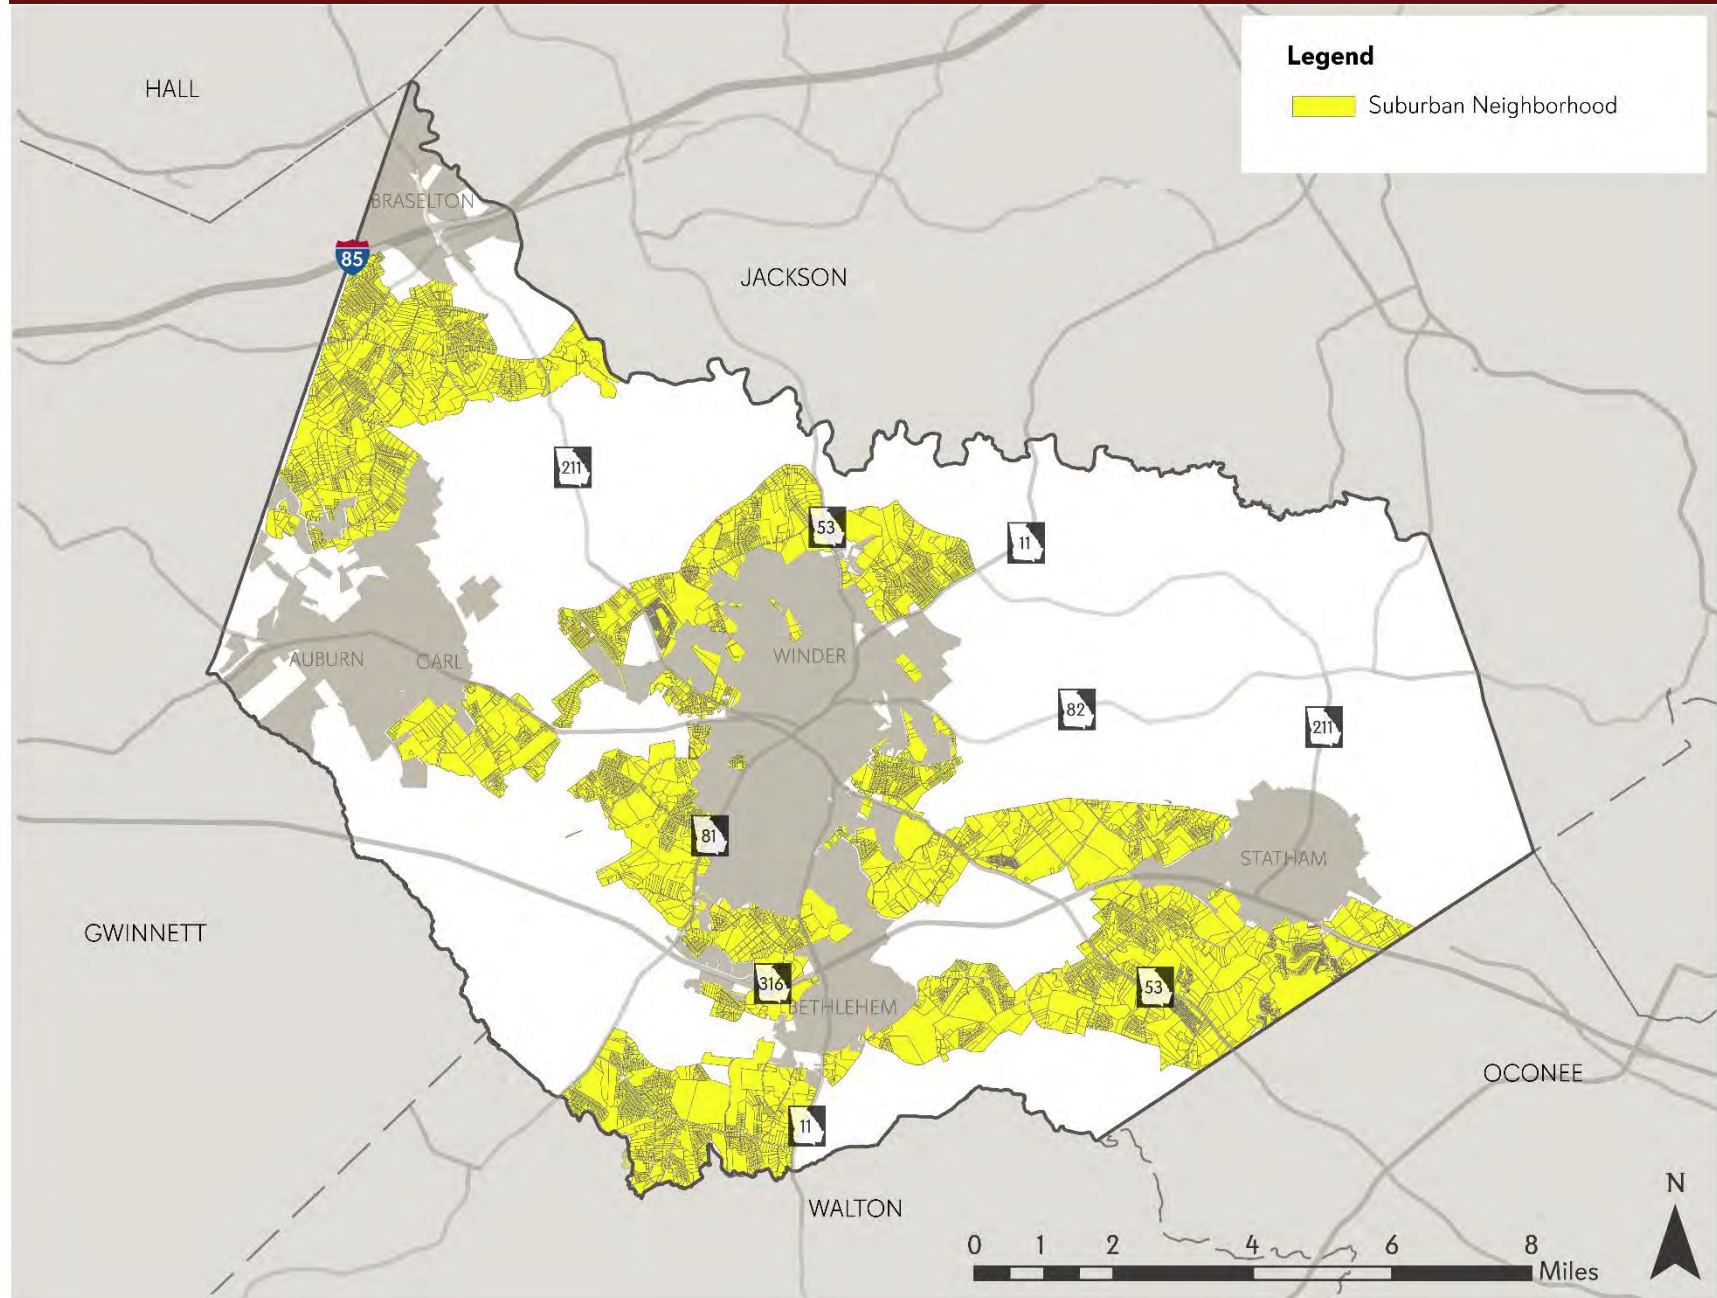 Legend
Suburban Neighborhood
HALL
BRASELTON
85
JACKSON
211
53
11
AUBURN
CARL
WINDER
82
211
81
STATHAM
GWINNETT
316
53
BETHLEHEM
OCONEE
11
WALTON
N
0 1 2 4 6 8
Miles